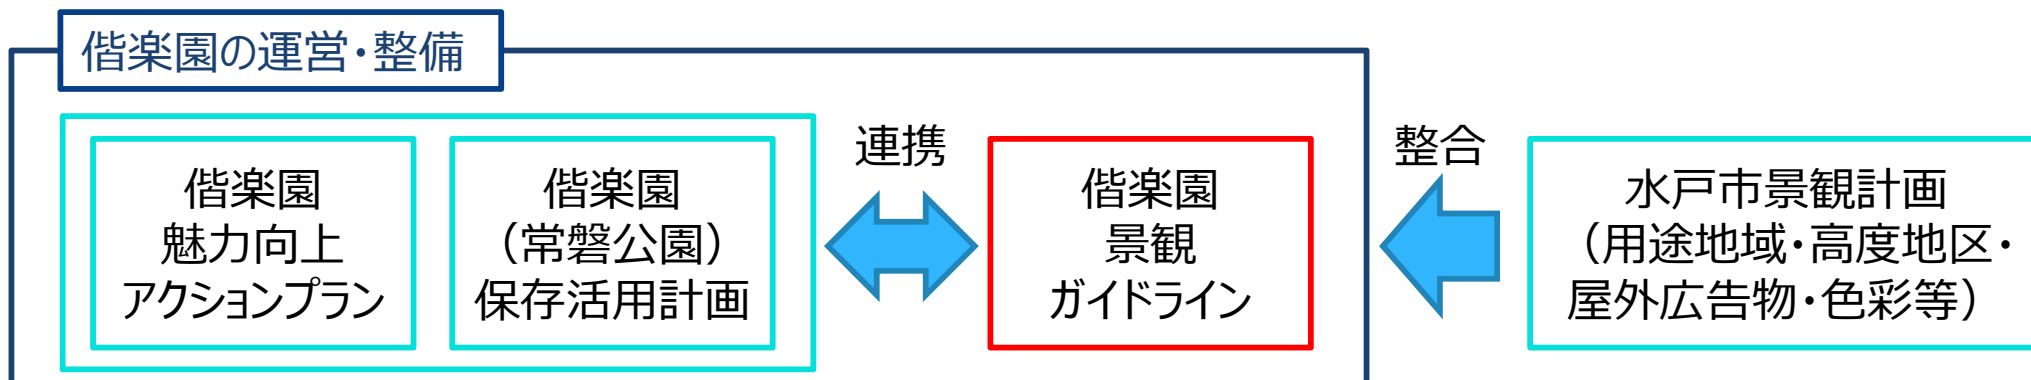 偕楽園の運営・整備
偕楽園
魅力向上
アクションプラン
偕楽園
（常磐公園）
保存活用計画
連携
偕楽園
景観
ガイドライン
整合
水戸市景観計画
（用途地域・高度地区・
屋外広告物・色彩等）